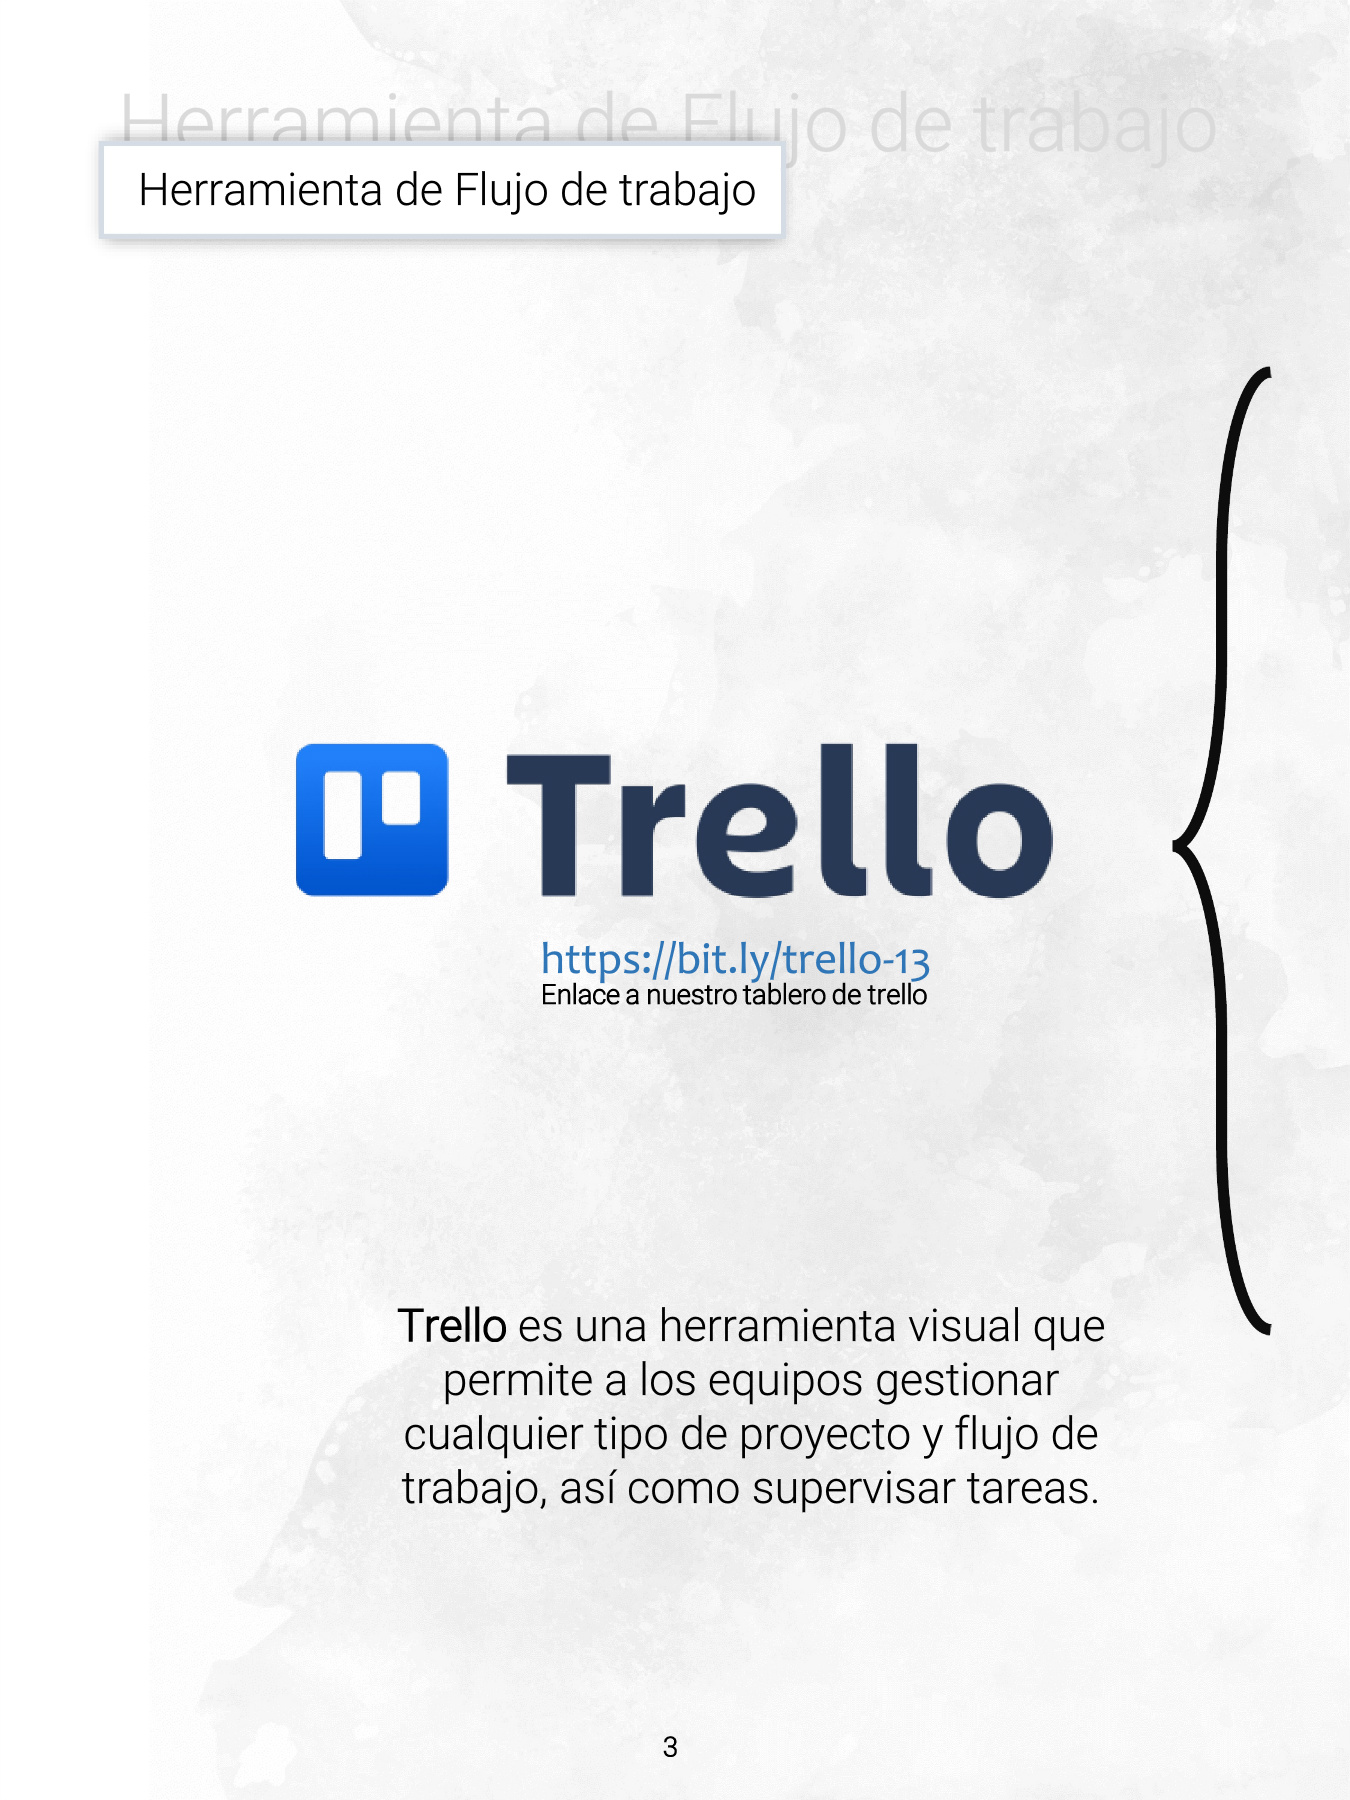 Herramienta de Flujo de trabajo
Herramienta de Flujo de trabajo
Trello
https://bit.ly/trello-13
Enlace a nuestro tablero de trello
Trello es una herramienta visual que
permite a los equipos gestionar
cualquier tipo de proyecto y flujo de
trabajo, así como supervisar tareas.
3